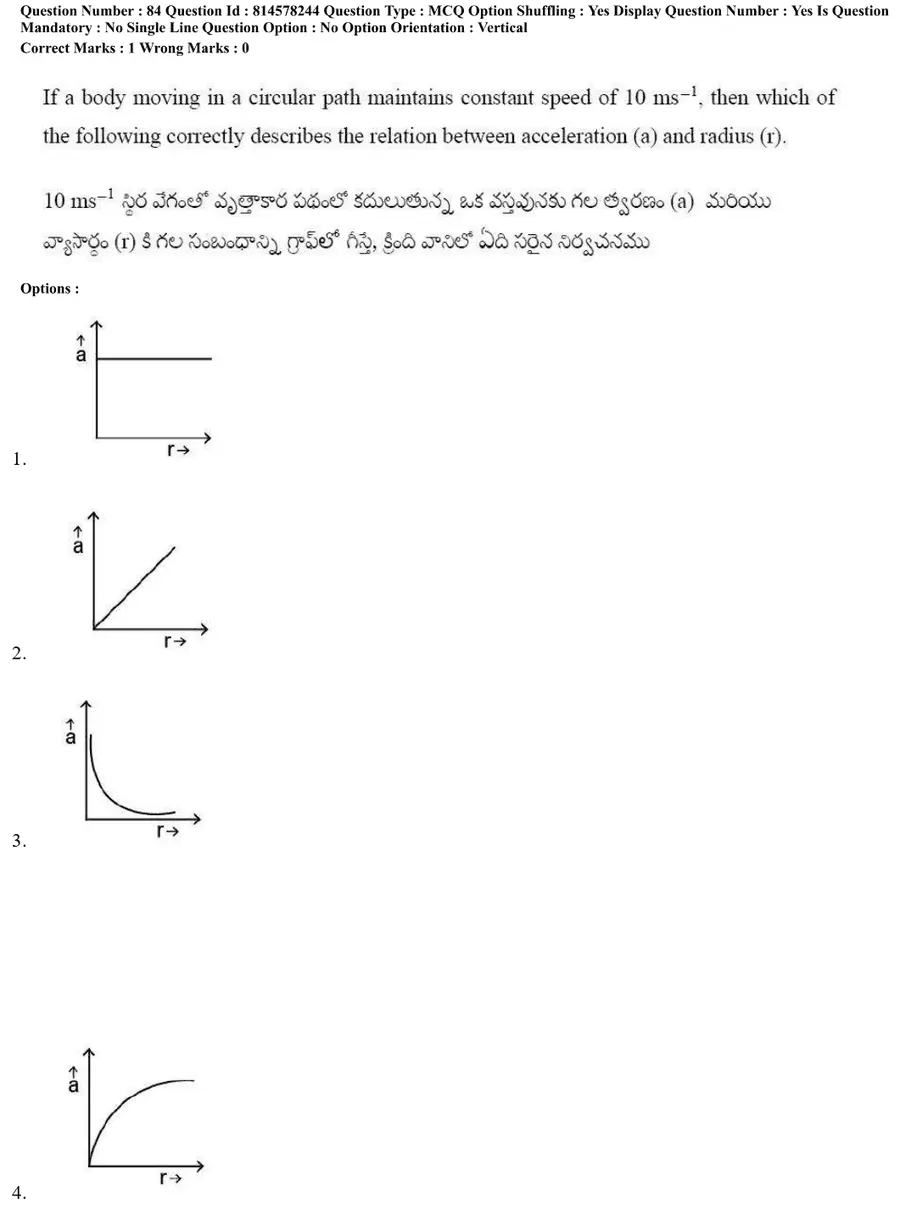 Question Number : 84 Question Id : 814578244 Question Type : MCQ Option Shuffling : Yes Display Question Number : Yes Is Question
Mandatory : No Single Line Question Option : No Option Orientation : Vertical
Correct Marks : 1 Wrong Marks : 0
If a body moving in a circular path maintains constant speed of 10 ms⁻¹, then which of
the following correctly describes the relation between acceleration (a) and radius (r).
10 ms⁻¹ స్థిర వేగంతో వృత్తాకార పథంలో కదులుతున్న ఒక వస్తువునకు గల త్వరణం (a) మరియు
వ్యాసార్థం (r) కి గల సంబంధాన్ని గ్రాఫ్‌లో గీస్తే, క్రింది వానిలో ఏది సరైన నిర్వచనము
Options :
↑
a
r→
1.
↑
a
r→
2.
↑
a
r→
3.
↑
a
r→
4.